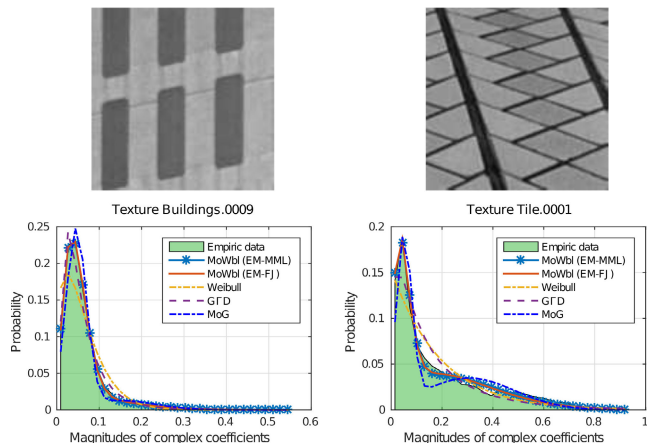 Texture Buildings.0009
Texture Tile.0001
0.25
0.2
0.15
0.1
0.05
0
Probability
Empiric data
MoWbl (EM-MML)
MoWbl (EM-FJ)
Weibull
GΓD
MoG
0 0.1 0.2 0.3 0.4 0.5 0.6
Magnitudes of complex coefficients
0.2
0.15
0.1
0.05
0
Probability
Empiric data
MoWbl (EM-MML)
MoWbl (EM-FJ)
Weibull
GΓD
MoG
0 0.2 0.4 0.6 0.8 1
Magnitudes of complex coefficients